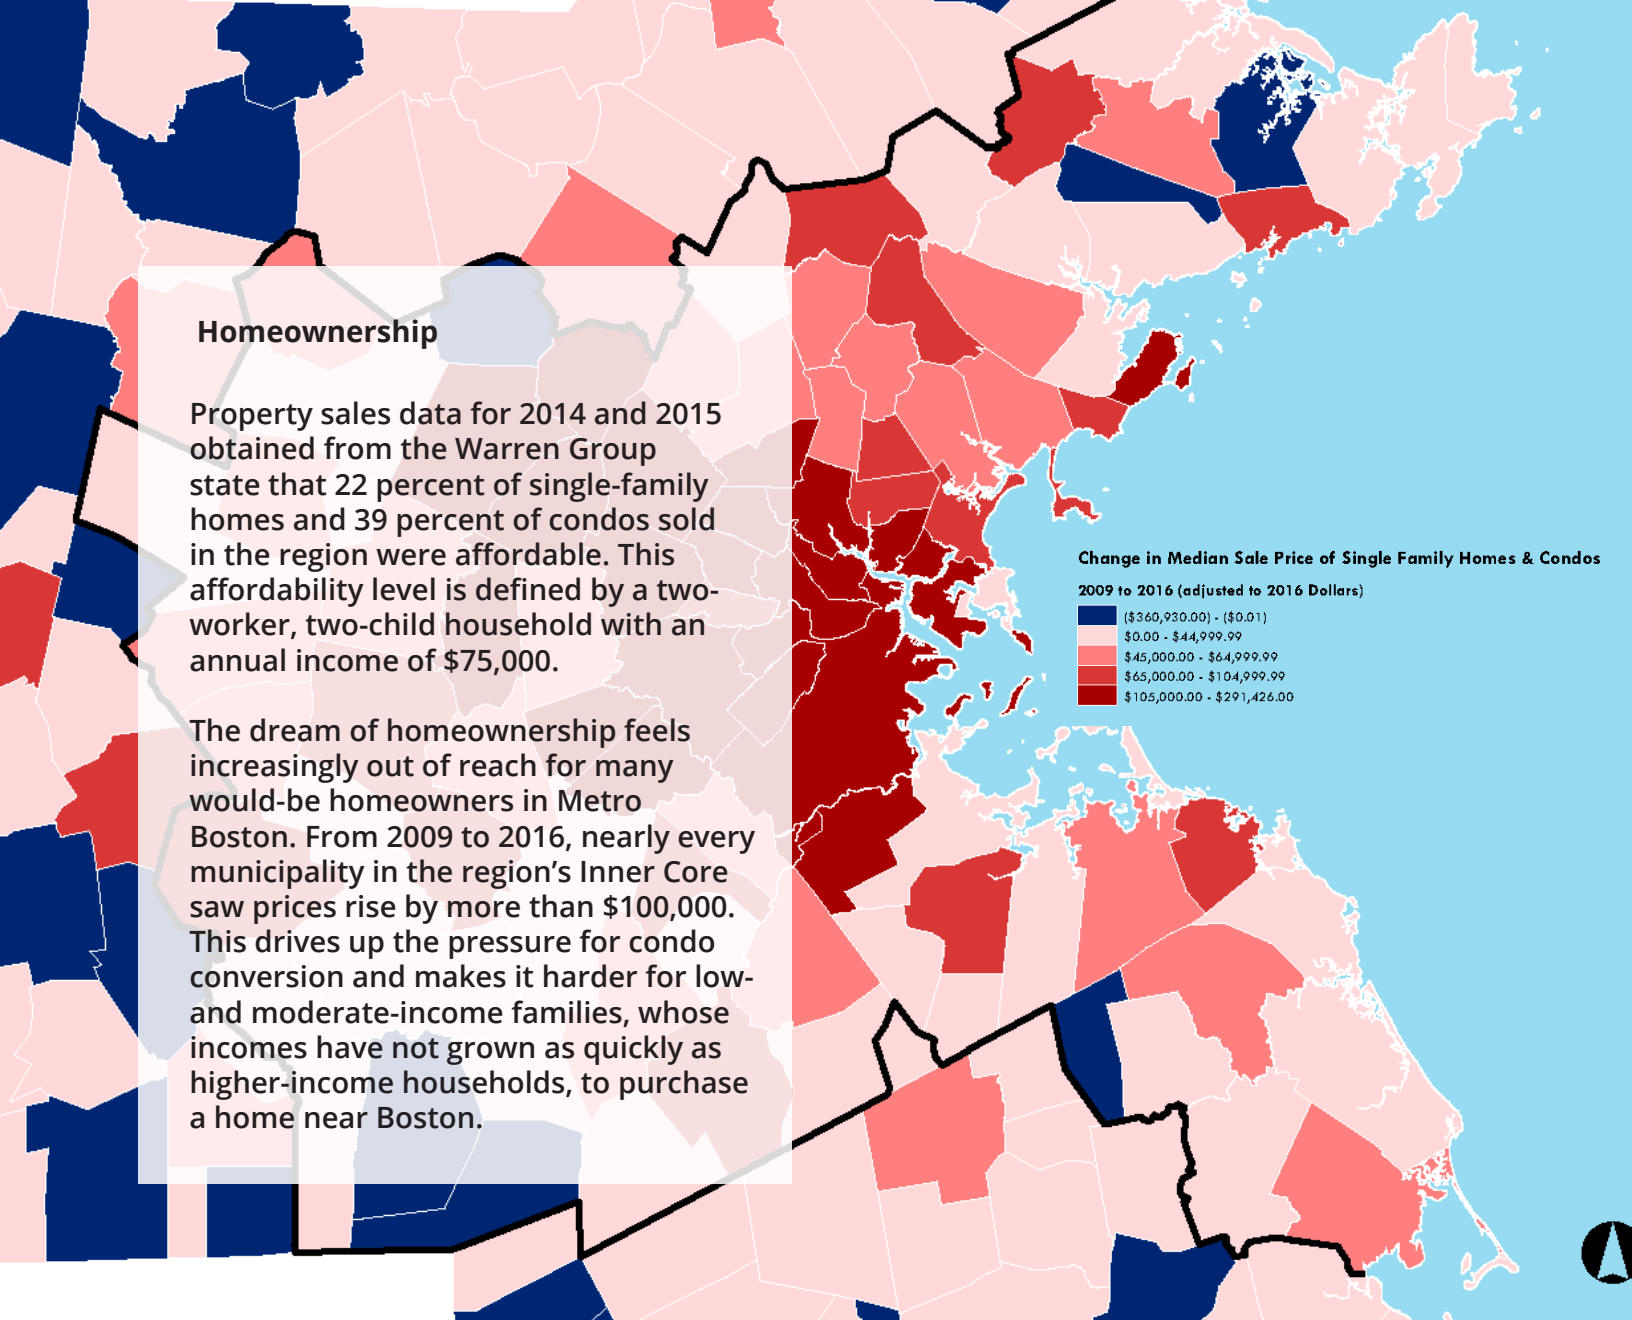 Homeownership
Property sales data for 2014 and 2015
obtained from the Warren Group
state that 22 percent of single-family
homes and 39 percent of condos sold
in the region were affordable. This
affordability level is defined by a two-
worker, two-child household with an
annual income of $75,000.
The dream of homeownership feels
increasingly out of reach for many
would-be homeowners in Metro
Boston. From 2009 to 2016, nearly every
municipality in the region’s Inner Core
saw prices rise by more than $100,000.
This drives up the pressure for condo
conversion and makes it harder for low-
and moderate-income families, whose
incomes have not grown as quickly as
higher-income households, to purchase
a home near Boston.
Change in Median Sale Price of Single Family Homes & Condos
2009 to 2016 (adjusted to 2016 Dollars)
($360,930.00) - ($0.01)
$0.00 - $44,999.99
$45,000.00 - $64,999.99
$65,000.00 - $104,999.99
$105,000.00 - $291,426.00